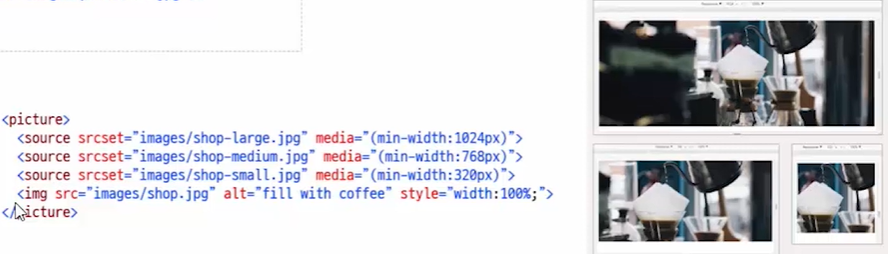 <picture>
<source srcset="images/shop-large.jpg" media="(min-width:1024px)">
<source srcset="images/shop-medium.jpg" media="(min-width:768px)">
<source srcset="images/shop-small.jpg" media="(min-width:320px)">
<img src="images/shop.jpg" alt="fill with coffee" style="width:100%;">
</picture>